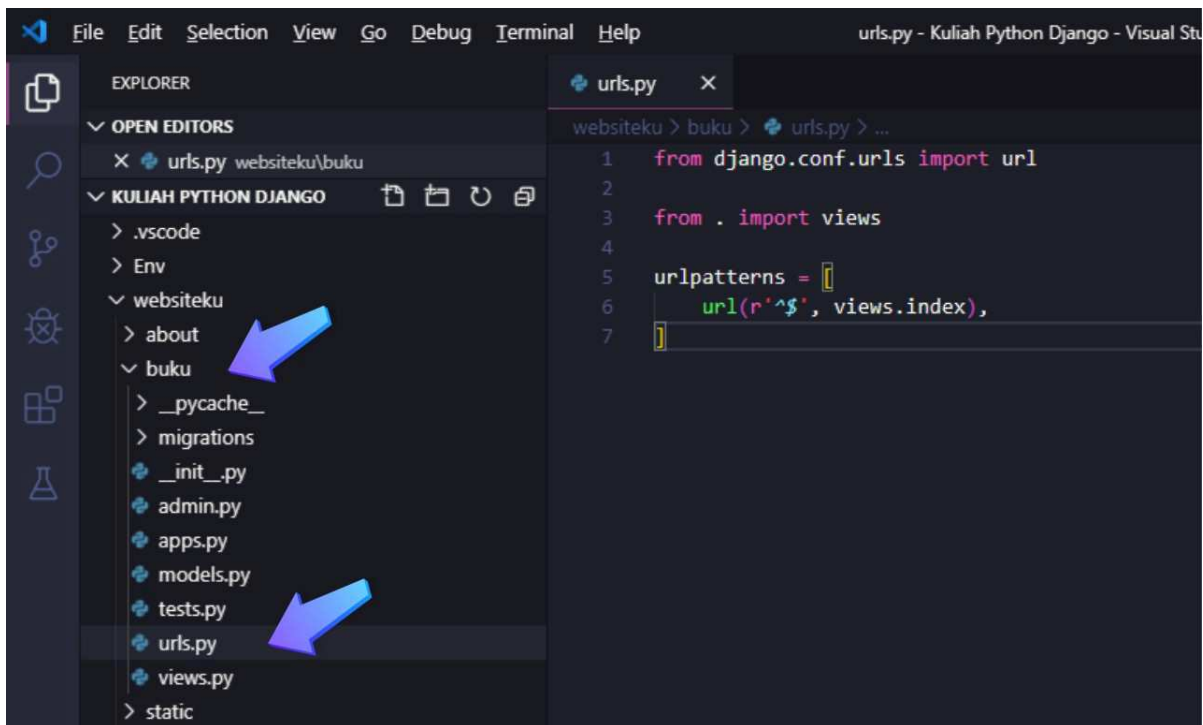 File Edit Selection View Go Debug Terminal Help urls.py - Kuliah Python Django - Visual Stu
EXPLORER
OPEN EDITORS
urls.py websiteku\buku
KULIAH PYTHON DJANGO
.vscode
Env
websiteku
about
buku
__pycache__
migrations
__init__.py
admin.py
apps.py
models.py
tests.py
urls.py
views.py
static
urls.py
websiteku > buku > urls.py > ...
1 from django.conf.urls import url
2
3 from . import views
4
5 urlpatterns = [
6 url(r'^$', views.index),
7 ]